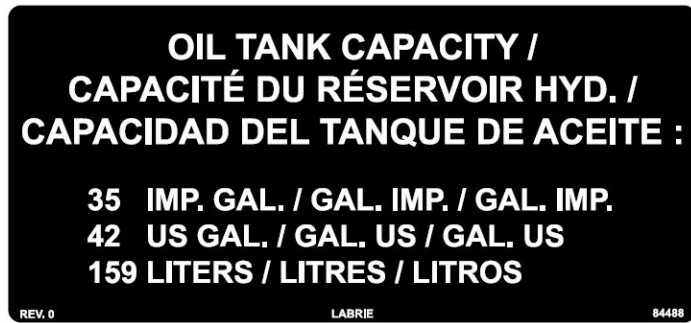 OIL TANK CAPACITY /
CAPACITÉ DU RÉSERVOIR HYD. /
CAPACIDAD DEL TANQUE DE ACEITE :
35 IMP. GAL. / GAL. IMP. / GAL. IMP.
42 US GAL. / GAL. US / GAL. US
159 LITERS / LITRES / LITROS
REV. 0 LABRIE 84488